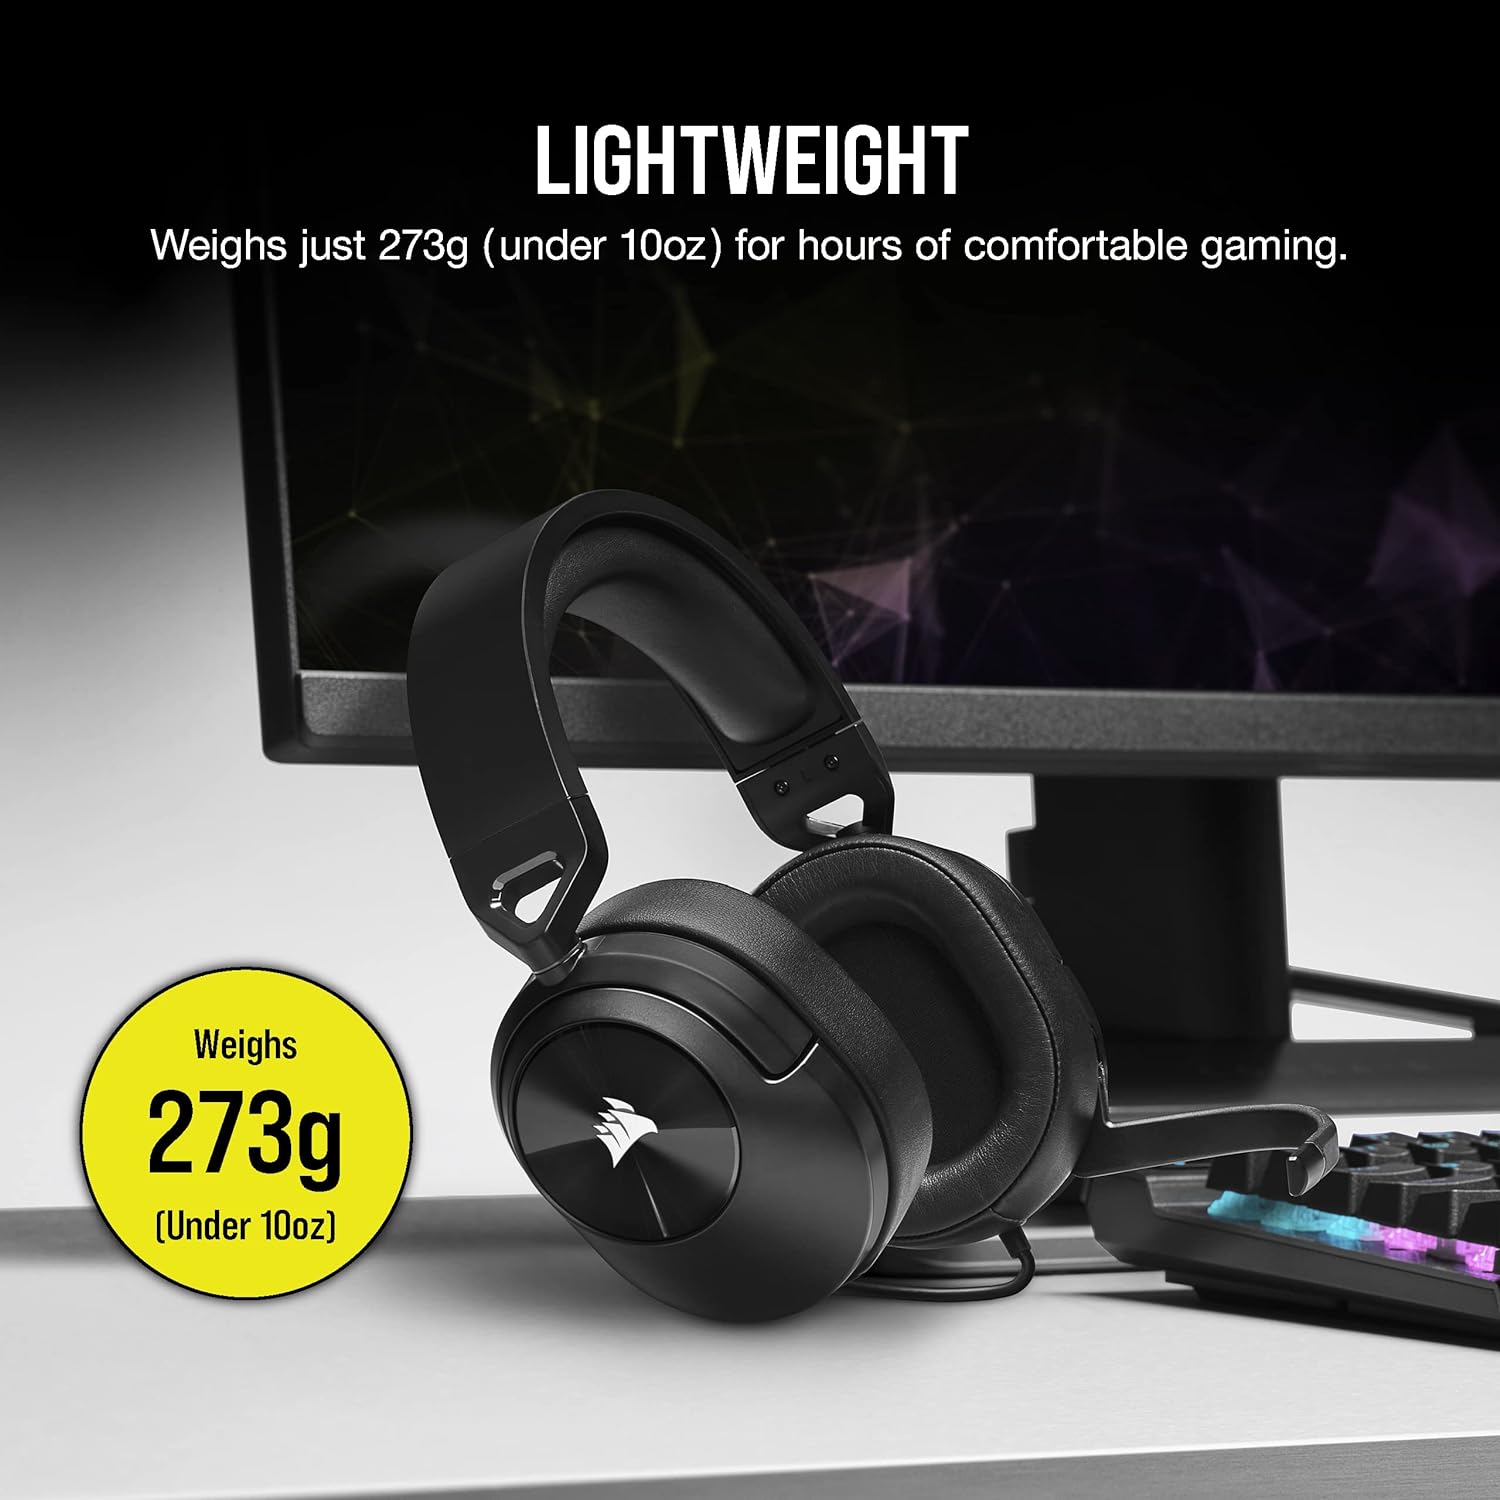 LIGHTWEIGHT
Weighs just 273g (under 10oz) for hours of comfortable gaming.
L
Weighs
273g
(Under 10oz)